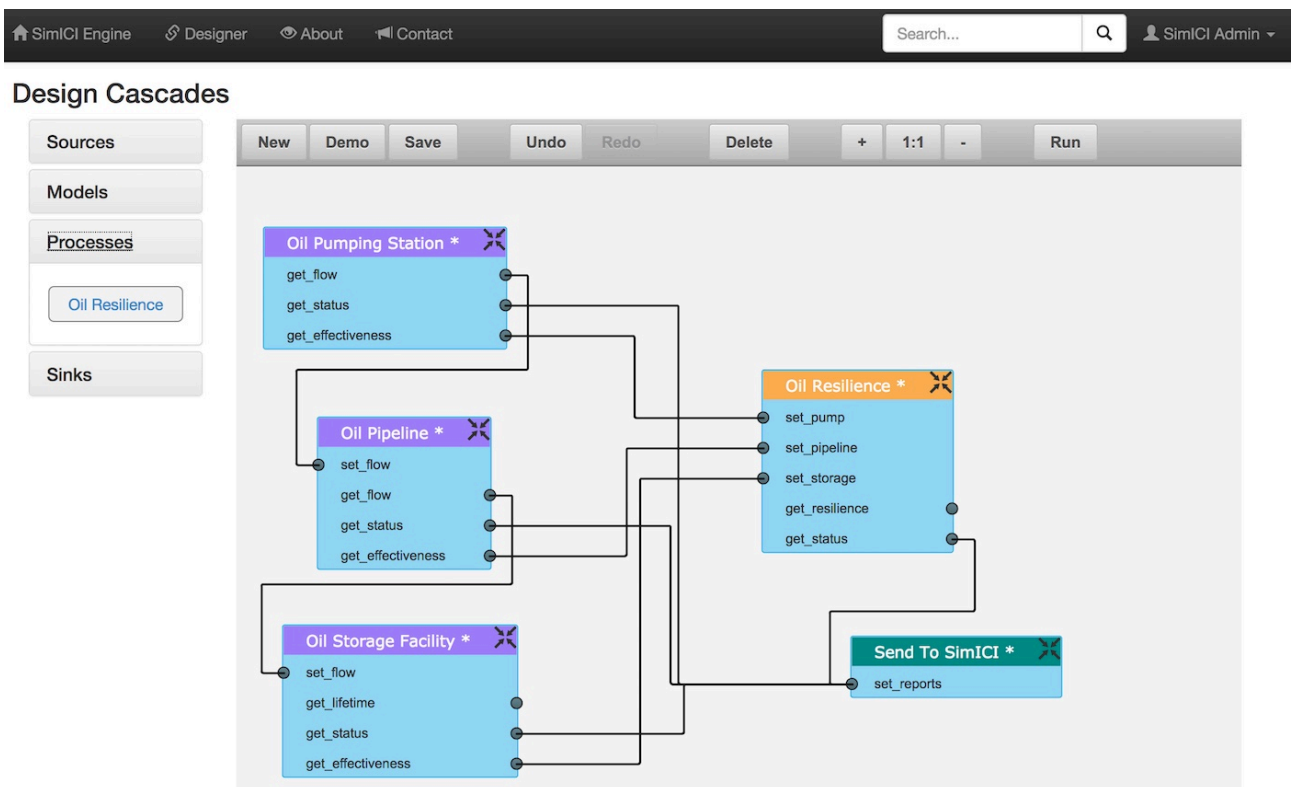 SimICI Engine Designer About Contact Search... SimICI Admin
Design Cascades
Sources
Models
Processes
Oil Resilience
Sinks
New Demo Save Undo Redo Delete + 1:1 - Run
Oil Pumping Station *
get_flow
get_status
get_effectiveness
Oil Pipeline *
set_flow
get_flow
get_status
get_effectiveness
Oil Storage Facility *
set_flow
get_lifetime
get_status
get_effectiveness
Oil Resilience *
set_pump
set_pipeline
set_storage
get_resilience
get_status
Send To SimICI *
set_reports